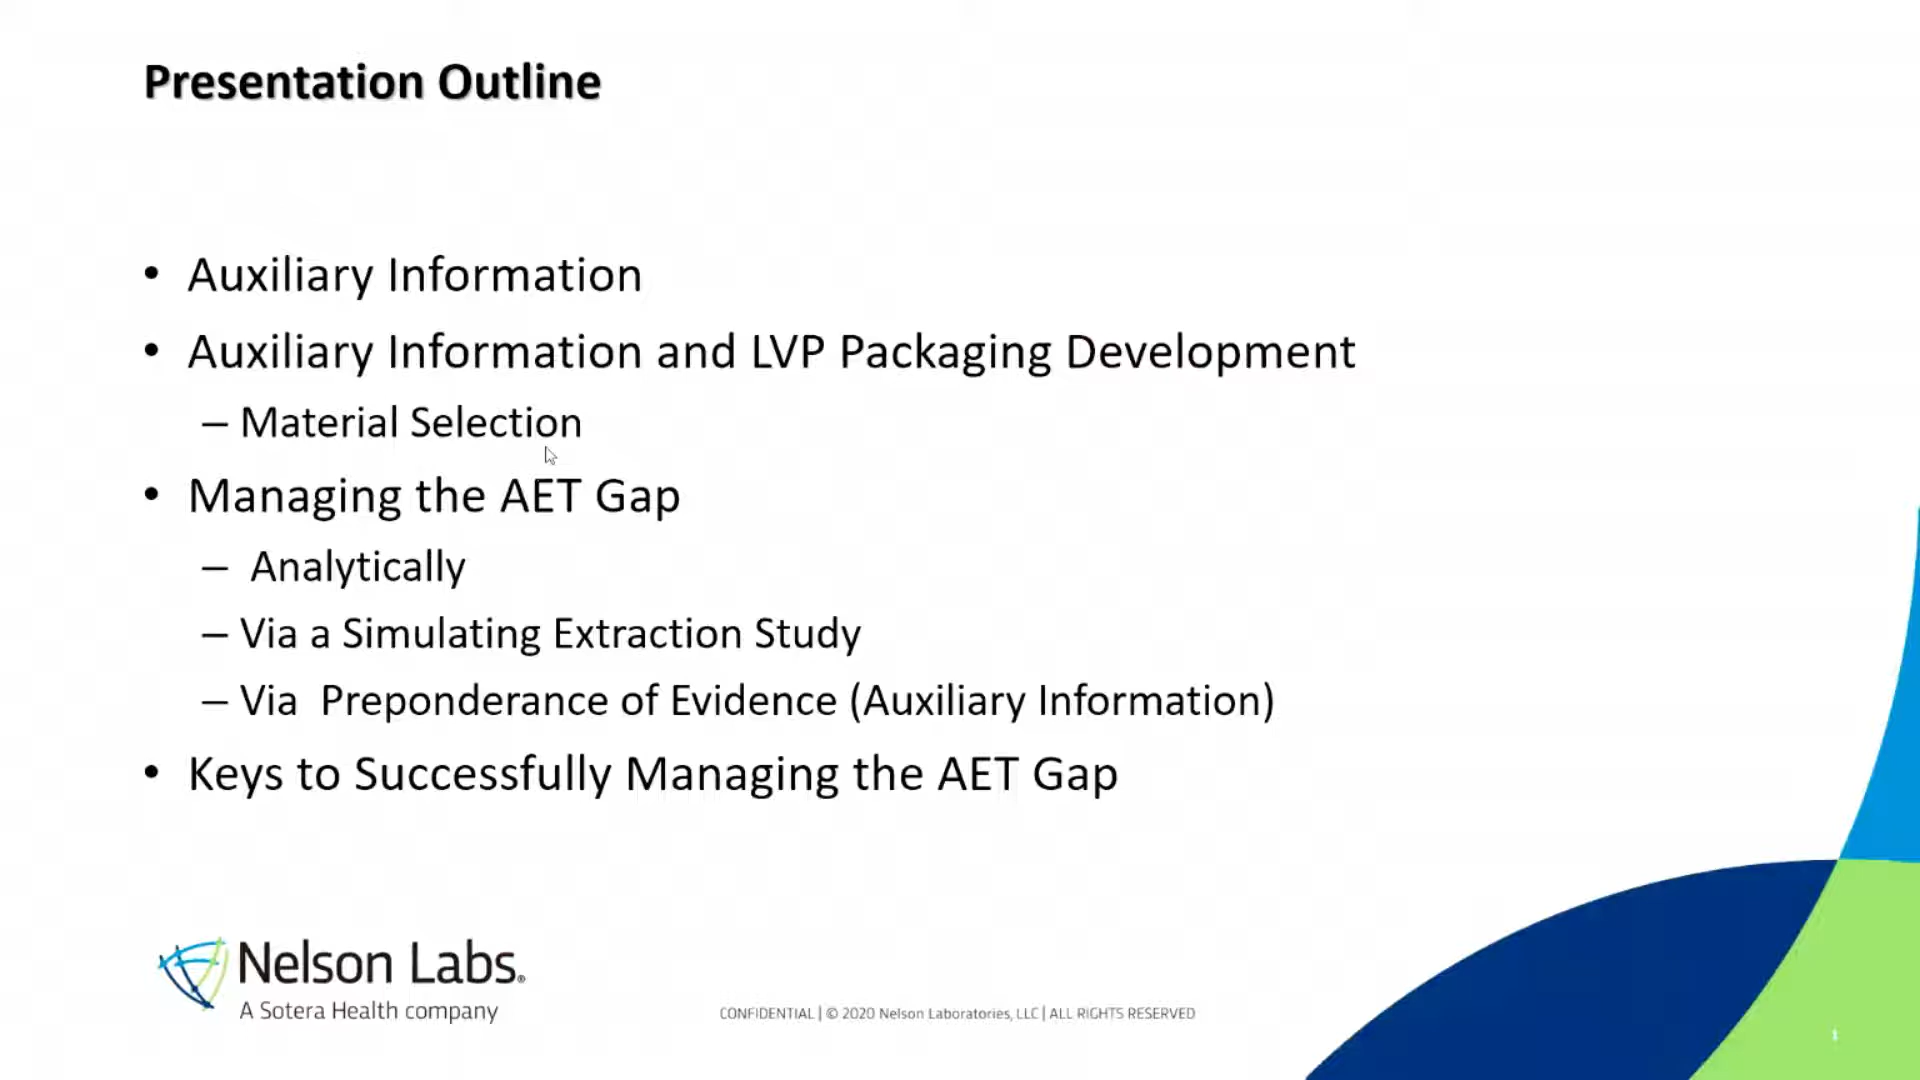 Presentation Outline
• Auxiliary Information
• Auxiliary Information and LVP Packaging Development
– Material Selection
• Managing the AET Gap
– Analytically
– Via a Simulating Extraction Study
– Via Preponderance of Evidence (Auxiliary Information)
• Keys to Successfully Managing the AET Gap
Nelson Labs®
A Sotera Health company
CONFIDENTIAL | © 2020 Nelson Laboratories, LLC | ALL RIGHTS RESERVED
1